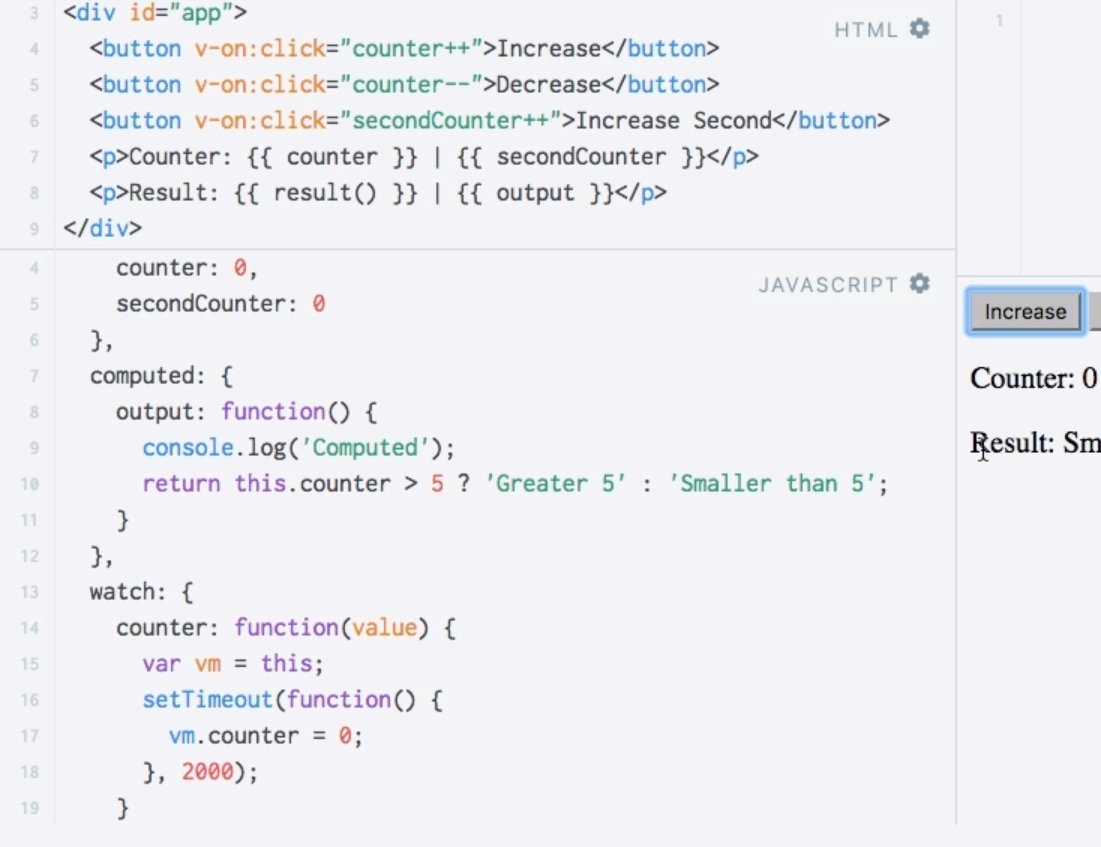 3 <div id="app">
HTML
4 <button v-on:click="counter++">Increase</button>
5 <button v-on:click="counter--">Decrease</button>
6 <button v-on:click="secondCounter++">Increase Second</button>
7 <p>Counter: {{ counter }} | {{ secondCounter }}</p>
8 <p>Result: {{ result() }} | {{ output }}</p>
9 </div>
4 counter: 0,
JAVASCRIPT
5 secondCounter: 0
6 },
7 computed: {
8 output: function() {
9 console.log('Computed');
10 return this.counter > 5 ? 'Greater 5' : 'Smaller than 5';
11 }
12 },
13 watch: {
14 counter: function(value) {
15 var vm = this;
16 setTimeout(function() {
17 vm.counter = 0;
18 }, 2000);
19 }
1
Increase
Counter: 0
Result: Sm